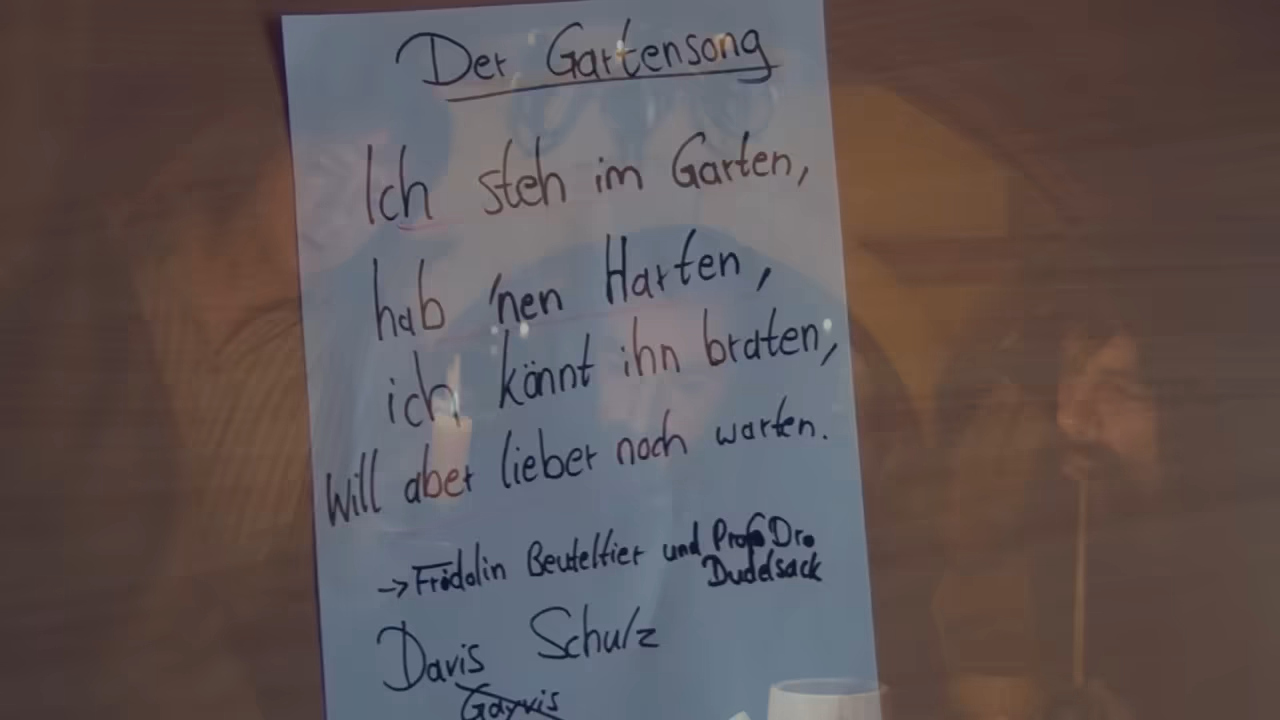 Der Gartensong
Ich steh im Garten,
hab 'nen Harten,
ich könnt ihn braten,
Will aber lieber noch warten.
→ Fridolin Beuteltier und Prof. Dr.
Dudelsack
Davis Schulz
Gayvis